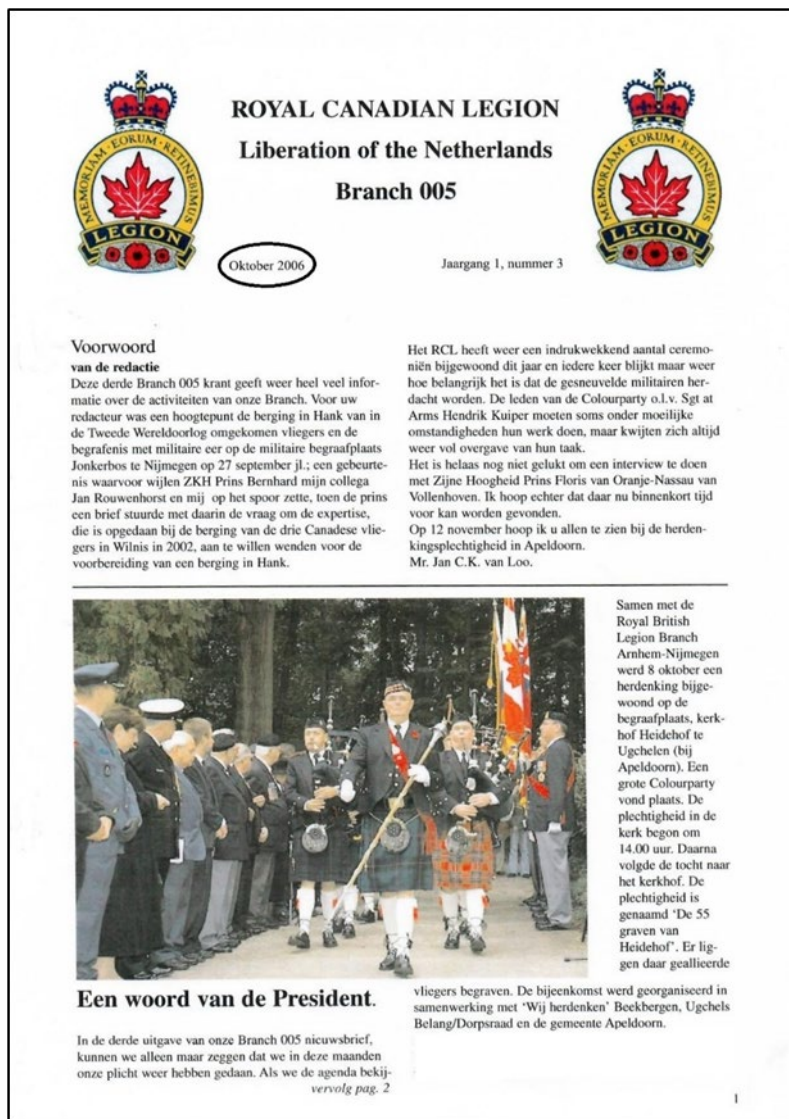 MEMORIAM · EORUM · RETINEBIMUS
LEGION
ROYAL CANADIAN LEGION
Liberation of the Netherlands
Branch 005
MEMORIAM · EORUM · RETINEBIMUS
LEGION
Oktober 2006
Jaargang 1, nummer 3
Voorwoord
van de redactie
Deze derde Branch 005 krant geeft weer heel veel infor-
matie over de activiteiten van onze Branch. Voor uw
redacteur was een hoogtepunt de berging in Hank van in
de Tweede Wereldoorlog omgekomen vliegers en de
begrafenis met militaire eer op de militaire begraafplaats
Jonkerbos te Nijmegen op 27 september jl.; een gebeurte-
nis waarvoor wijlen ZKH Prins Bernhard mijn collega
Jan Rouwenhorst en mij op het spoor zette, toen de prins
een brief stuurde met daarin de vraag om de expertise,
die is opgedaan bij de berging van de drie Canadese vlie-
gers in Wilnis in 2002, aan te willen wenden voor de
voorbereiding van een berging in Hank.
Het RCL heeft weer een indrukwekkend aantal ceremo-
niën bijgewoond dit jaar en iedere keer blijkt maar weer
hoe belangrijk het is dat de gesneuvelde militairen her-
dacht worden. De leden van de Colourparty o.l.v. Sgt at
Arms Hendrik Kuiper moeten soms onder moeilijke
omstandigheden hun werk doen, maar kwijten zich altijd
weer vol overgave van hun taak.
Het is helaas nog niet gelukt om een interview te doen
met Zijne Hoogheid Prins Floris van Oranje-Nassau van
Vollenhoven. Ik hoop echter dat daar nu binnenkort tijd
voor kan worden gevonden.
Op 12 november hoop ik u allen te zien bij de herden-
kingsplechtigheid in Apeldoorn.
Mr. Jan C.K. van Loo.
Samen met de
Royal British
Legion Branch
Arnhem-Nijmegen
werd 8 oktober een
herdenking bijge-
woond op de
begraafplaats, kerk-
hof Heidehof te
Ugchelen (bij
Apeldoorn). Een
grote Colourparty
vond plaats. De
plechtigheid in de
kerk begon om
14.00 uur. Daarna
volgde de tocht naar
het kerkhof. De
plechtigheid is
genaamd 'De 55
graven van
Heidehof'. Er lig-
gen daar geallieerde
vliegers begraven. De bijeenkomst werd georganiseerd in
samenwerking met 'Wij herdenken' Beekbergen, Ugchels
Belang/Dorpsraad en de gemeente Apeldoorn.
Een woord van de President.
In de derde uitgave van onze Branch 005 nieuwsbrief,
kunnen we alleen maar zeggen dat we in deze maanden
onze plicht weer hebben gedaan. Als we de agenda bekij-
vervolg pag. 2
1